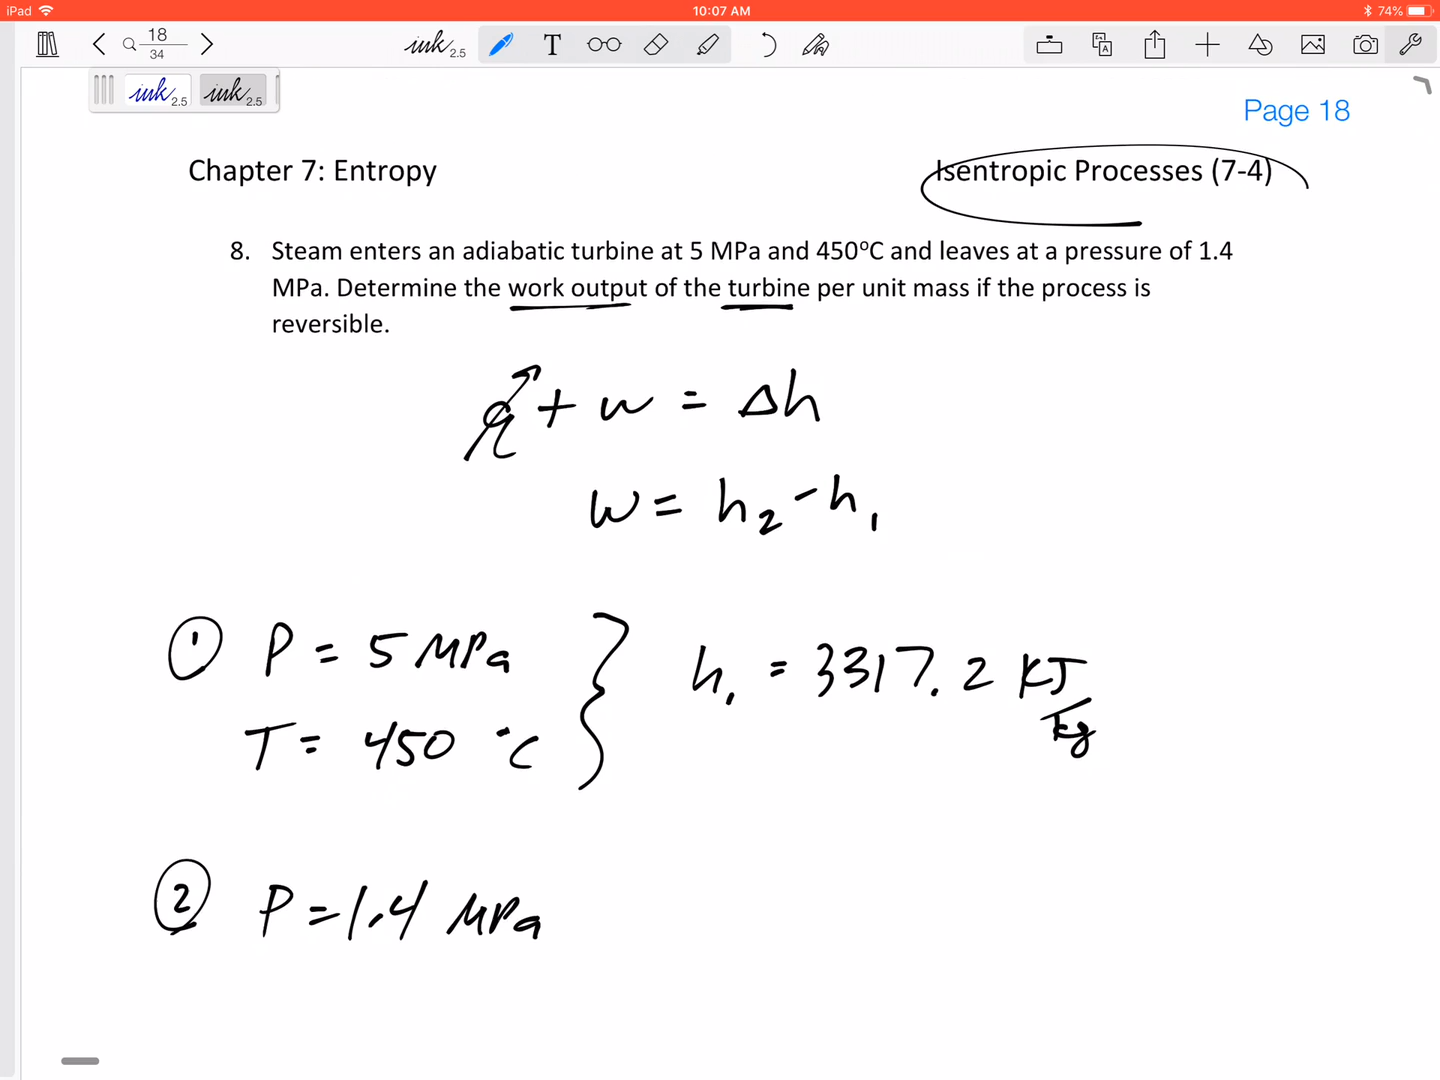 iPad 10:07 AM 74%
18
34
ink 2.5 T
ink 2.5 ink 2.5
Page 18
Chapter 7: Entropy Isentropic Processes (7-4)
8. Steam enters an adiabatic turbine at 5 MPa and 450°C and leaves at a pressure of 1.4
MPa. Determine the work output of the turbine per unit mass if the process is
reversible.
q + w = Δh
w = h₂ - h₁
① P = 5 MPa
T = 450 °C
h₁ = 3317.2 kJ/kg
② P = 1.4 MPa